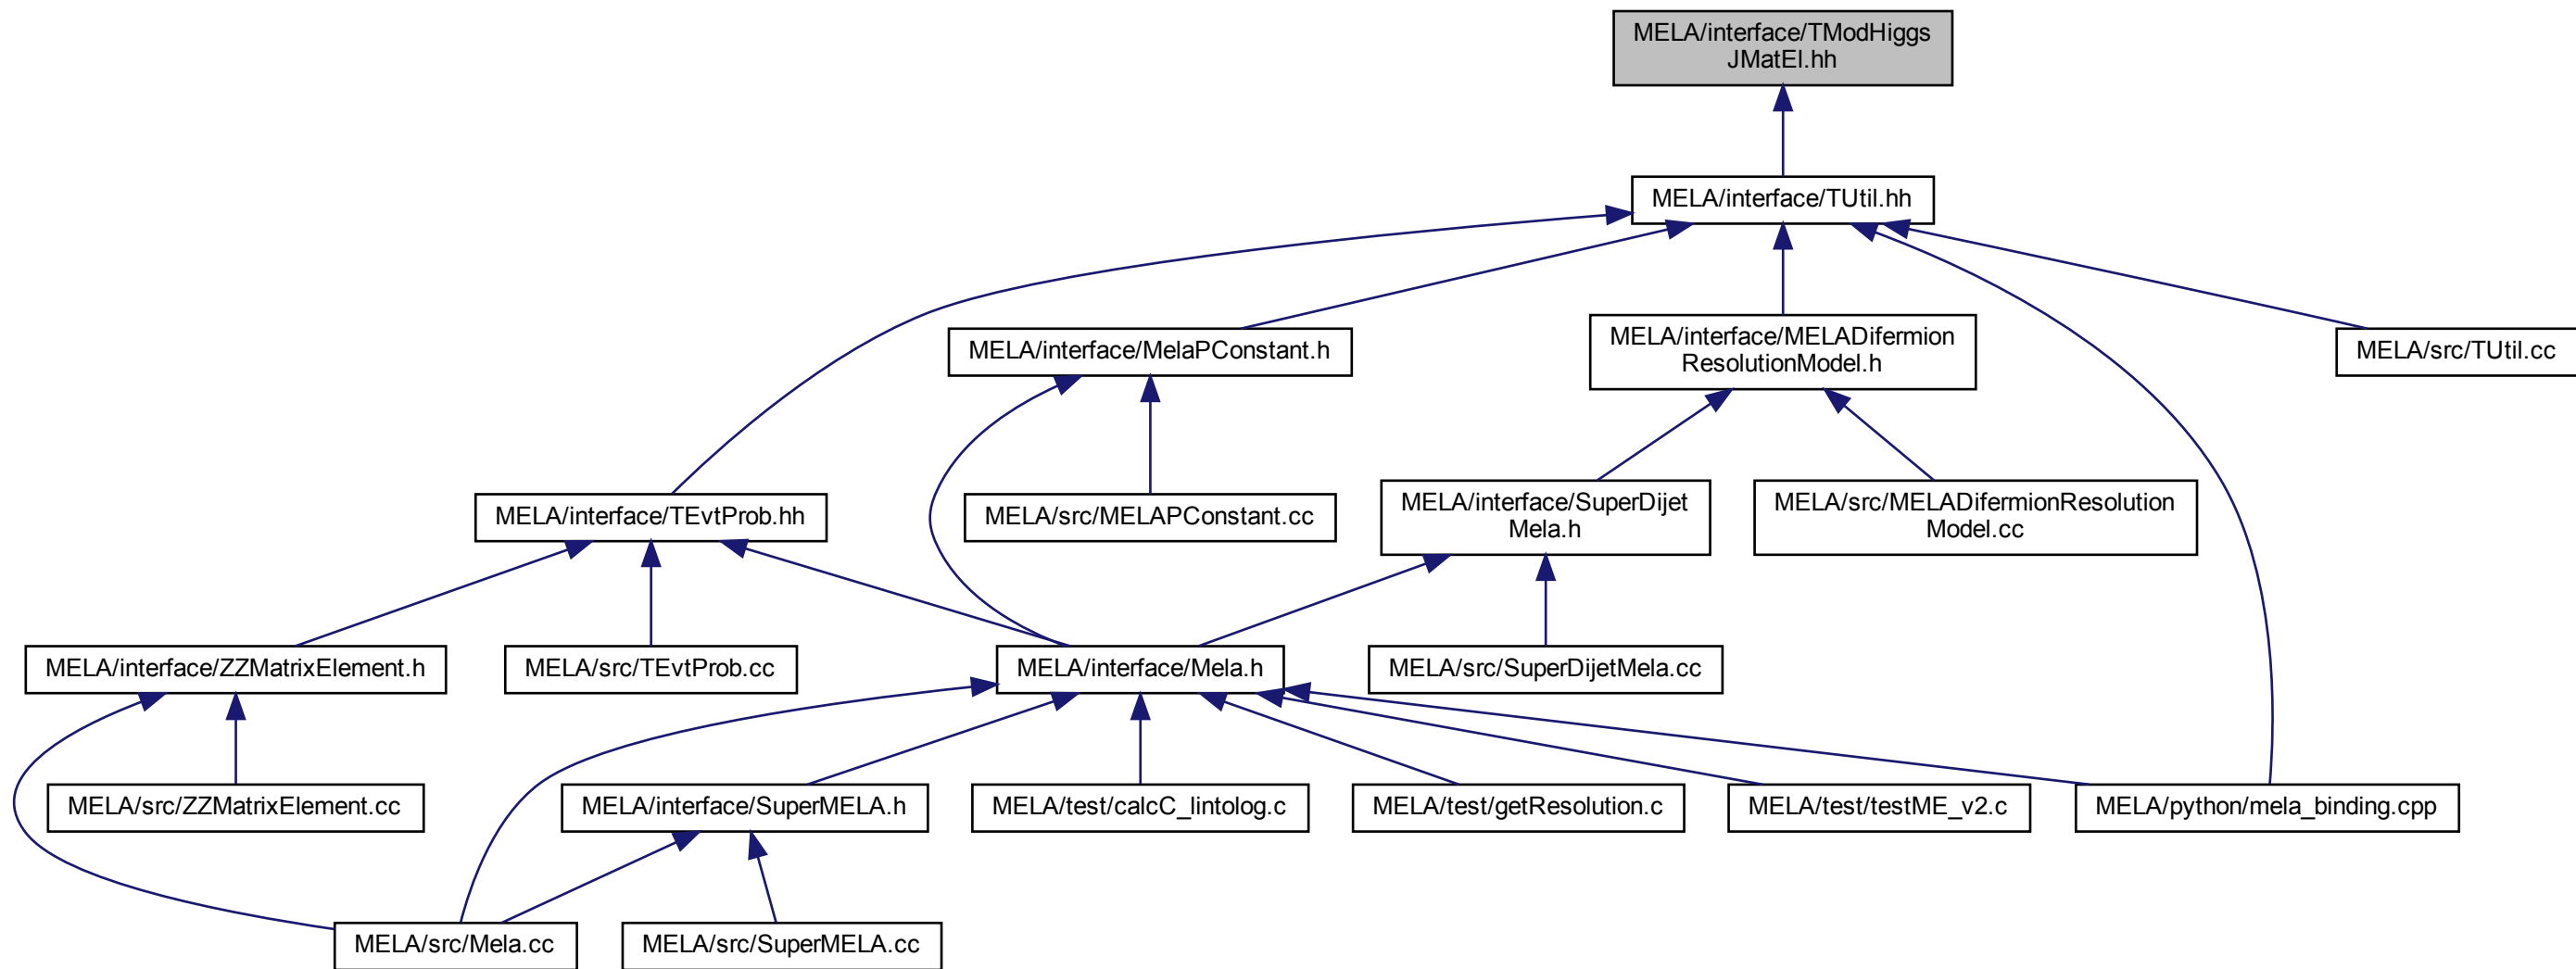 MELA/interface/TModHiggs
JMatEl.hh
MELA/interface/TUtil.hh
MELA/interface/MelaPConstant.h
MELA/interface/MELADifermion
ResolutionModel.h
MELA/src/TUtil.cc
MELA/interface/TEvtProb.hh
MELA/src/MELAPConstant.cc
MELA/interface/SuperDijet
Mela.h
MELA/src/MELADifermionResolution
Model.cc
MELA/interface/ZZMatrixElement.h
MELA/src/TEvtProb.cc
MELA/interface/Mela.h
MELA/src/SuperDijetMela.cc
MELA/src/ZZMatrixElement.cc
MELA/interface/SuperMELA.h
MELA/test/calcC_lintolog.c
MELA/test/getResolution.c
MELA/test/testME_v2.c
MELA/python/mela_binding.cpp
MELA/src/Mela.cc
MELA/src/SuperMELA.cc